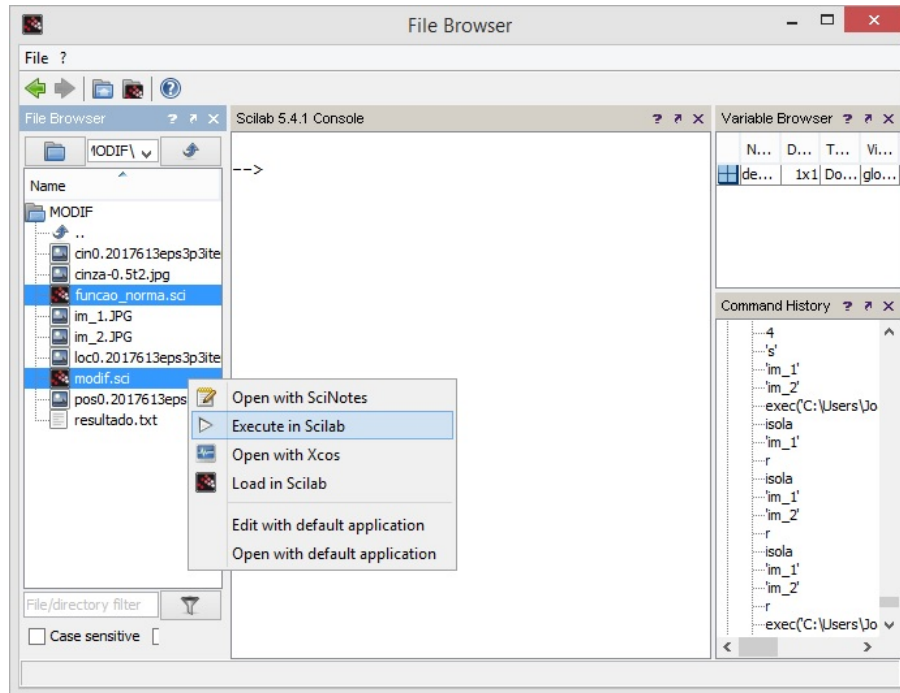 File Browser
File ?
File Browser ? x
Scilab 5.4.1 Console ? x
Variable Browser ? x
MODIF\
N... D... T... Vi...
de... 1x1 Do... glo...
-->
Name
MODIF
..
cin0.2017613eps3p3ite
cinza-0.5t2.jpg
funcao_norma.sci
im_1.JPG
im_2.JPG
loc0.2017613eps3p3ite
modif.sci
pos0.2017613eps
resultado.txt
Open with SciNotes
Execute in Scilab
Open with Xcos
Load in Scilab
Edit with default application
Open with default application
Command History ? x
4
's'
'im_1'
'im_2'
exec('C:\Users\Jo
isola
'im_1'
r
isola
'im_1'
'im_2'
r
isola
'im_1'
'im_2'
r
exec('C:\Users\Jo
File/directory filter
Case sensitive